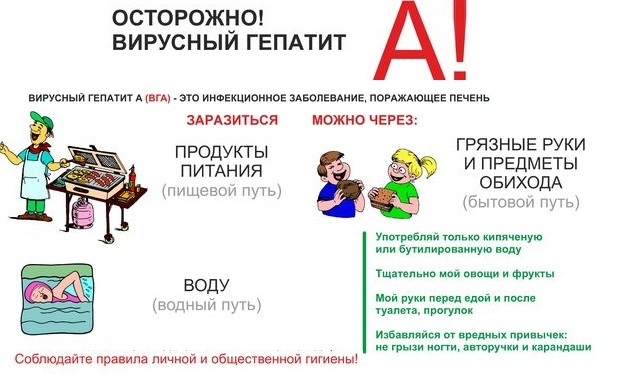 ОСТОРОЖНО!
ВИРУСНЫЙ ГЕПАТИТ А!
ВИРУСНЫЙ ГЕПАТИТ А (ВГА) - ЭТО ИНФЕКЦИОННОЕ ЗАБОЛЕВАНИЕ, ПОРАЖАЮЩЕЕ ПЕЧЕНЬ
ЗАРАЗИТЬСЯ МОЖНО ЧЕРЕЗ:
ПРОДУКТЫ
ПИТАНИЯ
(пищевой путь)
ГРЯЗНЫЕ РУКИ
И ПРЕДМЕТЫ
ОБИХОДА
(бытовой путь)
ВОДУ
(водный путь)
Употребляй только кипяченую
или бутилированную воду
Тщательно мой овощи и фрукты
Мой руки перед едой и после
туалета, прогулок
Избавляйся от вредных привычек:
не грызи ногти, авторучки и карандаши
Соблюдайте правила личной и общественной гигиены!